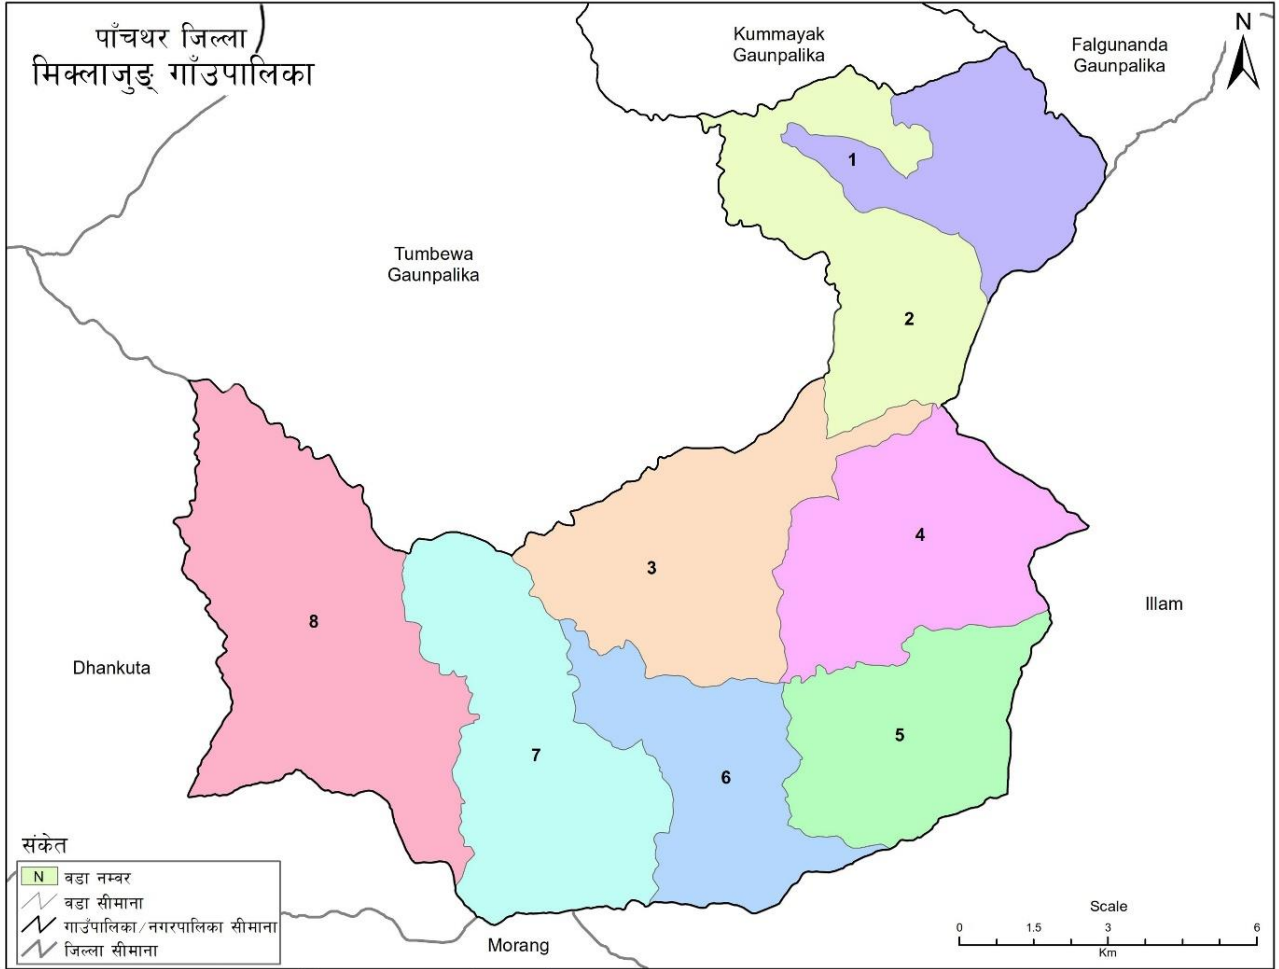 पाँचथर जिल्ला
मिक्लाजुङ् गाँउपालिका
Kummayak
Gaunpalika
Falgunanda
Gaunpalika
N
1
Tumbewa
Gaunpalika
2
3
4
Illam
8
Dhankuta
5
7
6
संकेत
N वडा नम्बर
वडा सीमाना
गाउँपालिका/नगरपालिका सीमाना
जिल्ला सीमाना
Morang
Scale
0 1.5 3 6
Km